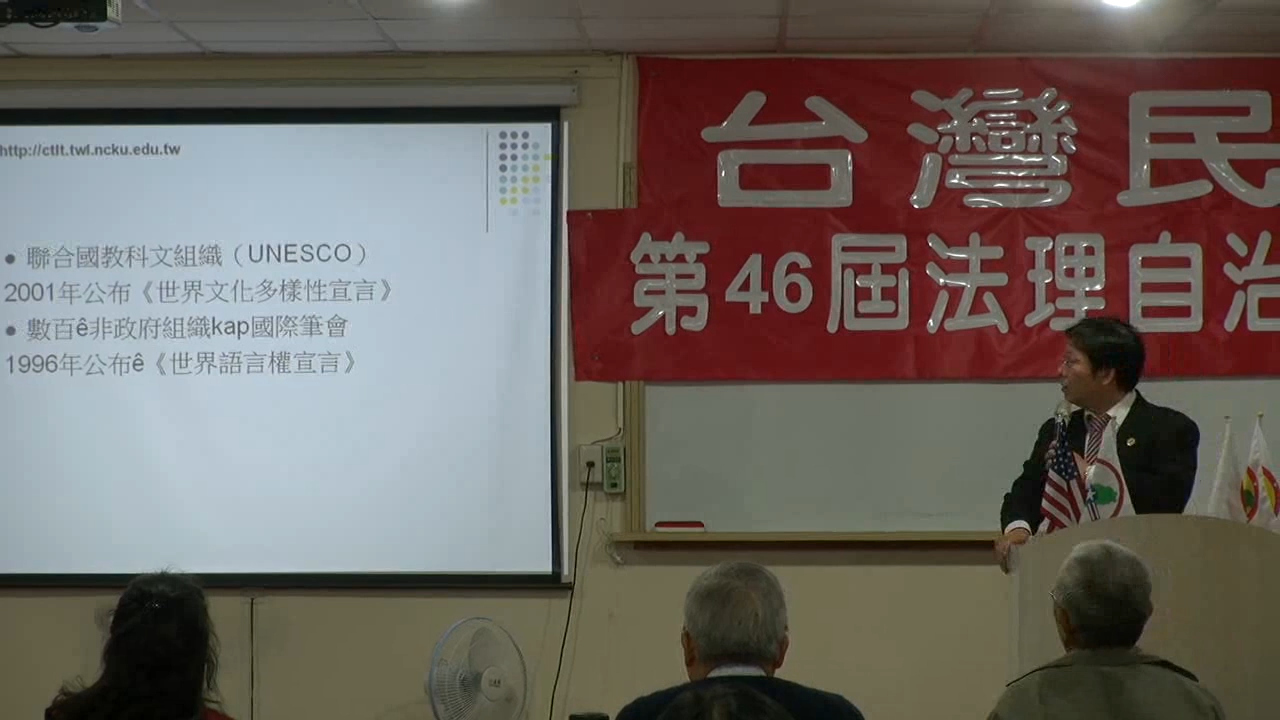 http://ctlt.twl.ncku.edu.tw
● 聯合國教科文組織（UNESCO）
2001年公布《世界文化多樣性宣言》
● 數百ê非政府組織kap國際筆會
1996年公布ê《世界語言權宣言》
台灣民
第46屆法理自治